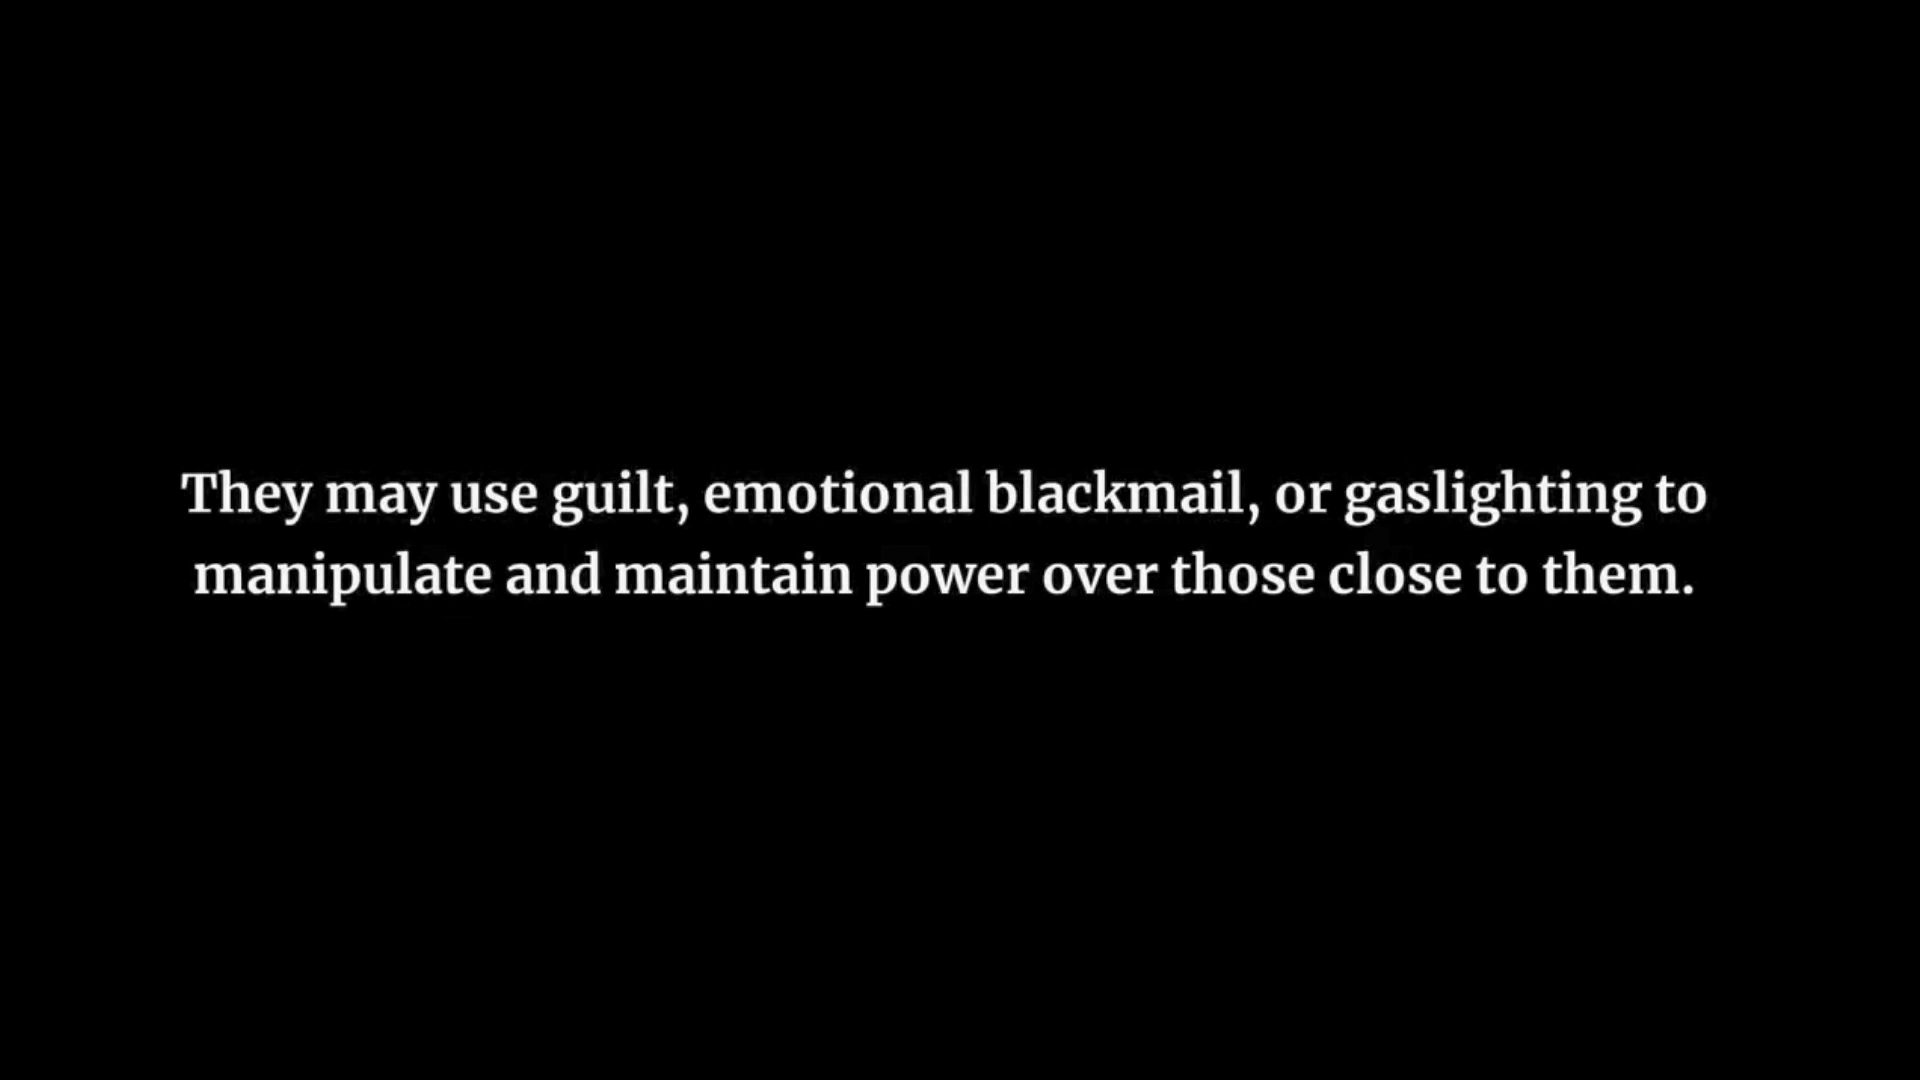 They may use guilt, emotional blackmail, or gaslighting to
manipulate and maintain power over those close to them.